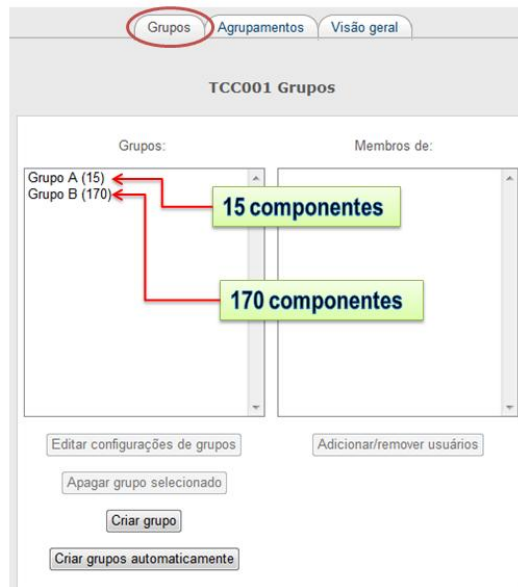 Grupos Agrupamentos Visão geral
TCC001 Grupos
Grupos:
Membros de:
Grupo A (15)
Grupo B (170)
15 componentes
170 componentes
Editar configurações de grupos
Adicionar/remover usuários
Apagar grupo selecionado
Criar grupo
Criar grupos automaticamente